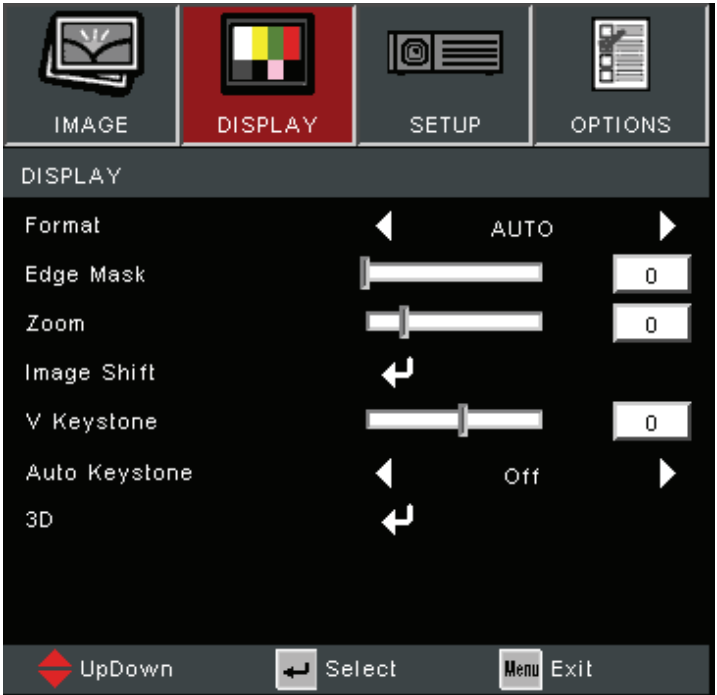 IMAGE DISPLAY SETUP OPTIONS
DISPLAY
Format AUTO
Edge Mask 0
Zoom 0
Image Shift
V Keystone 0
Auto Keystone Off
3D
UpDown Select Menu Exit